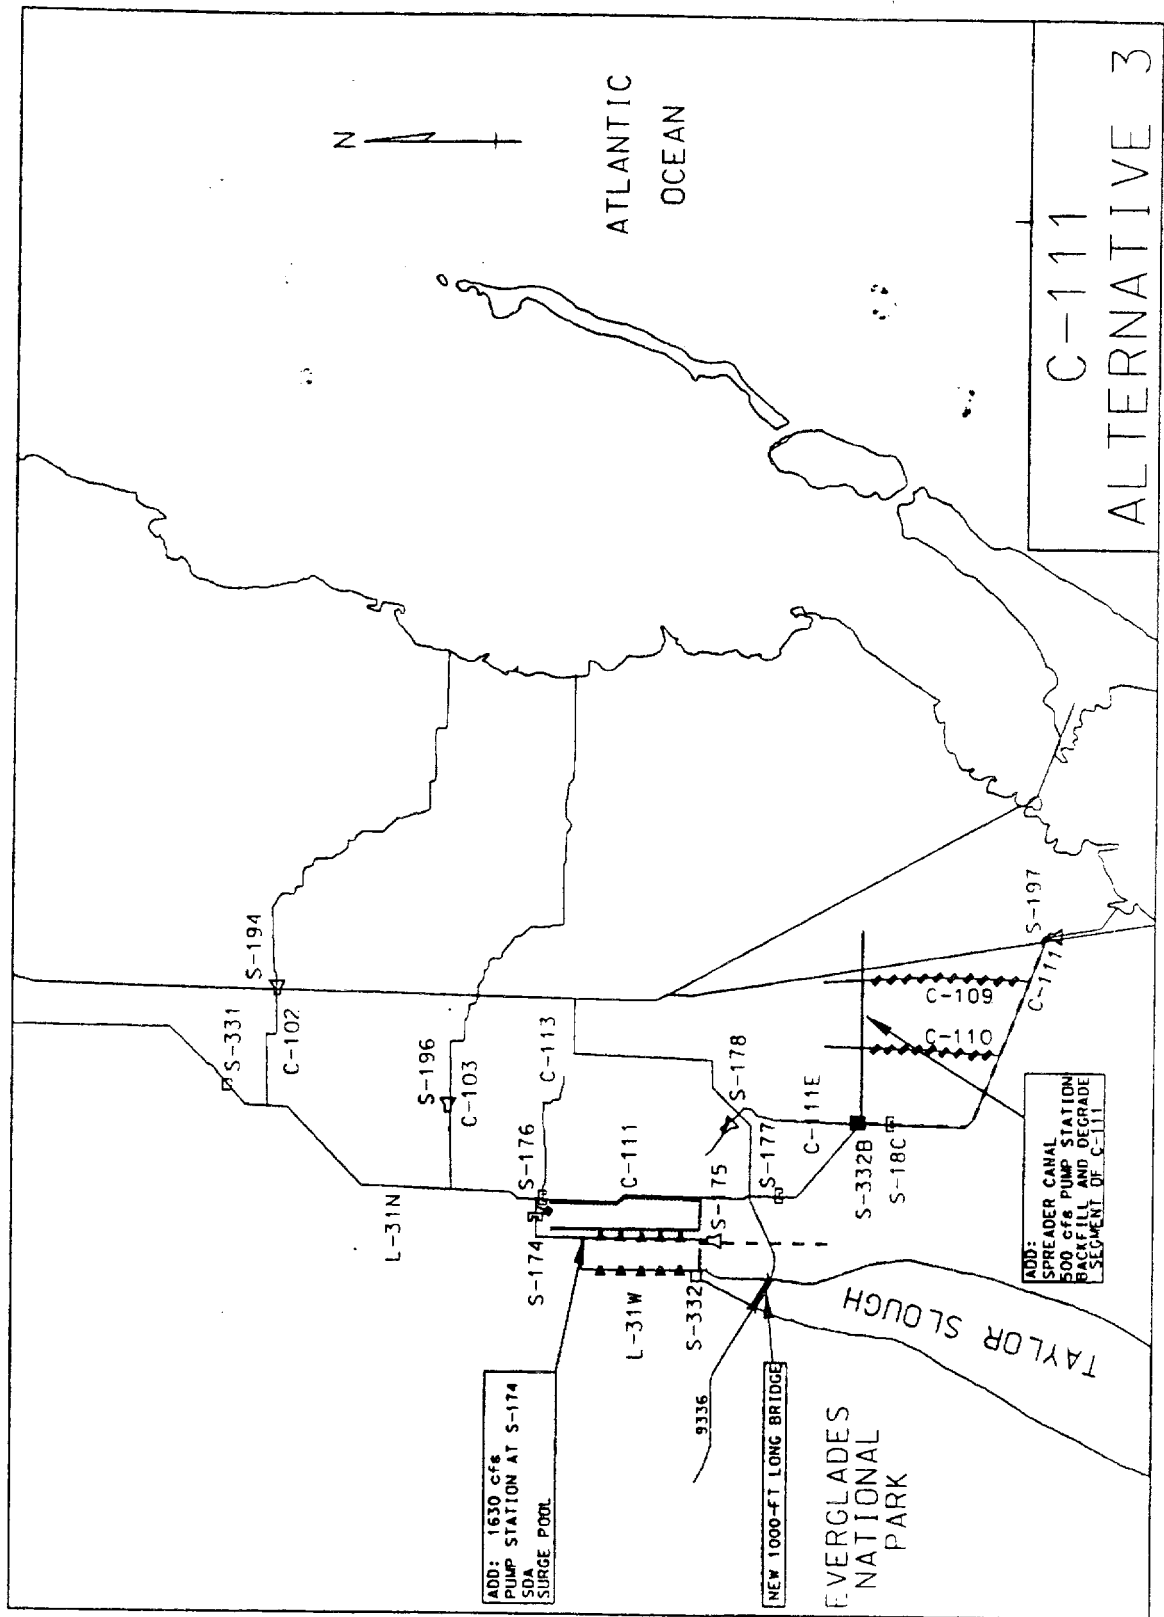 N
ATLANTIC
OCEAN
S-194
S-331
C-102
S-196
C-103
C-113
L-31N
S-176
C-111
S-174
L-31W
S-332
S-175
S-178
S-177
C-111E
S-332B
S-18C
C-109
C-110
C-111
S-197
9336
TAYLOR SLOUGH
EVERGLADES
NATIONAL
PARK
ADD: 1630 cfs
PUMP STATION AT S-174
SDA
SURGE POOL
NEW 1000-FT LONG BRIDGE
ADD:
SPREADER CANAL
500 cfs PUMP STATION
BACKFILL AND DEGRADE
SEGMENT OF C-111
C-111
ALTERNATIVE 3